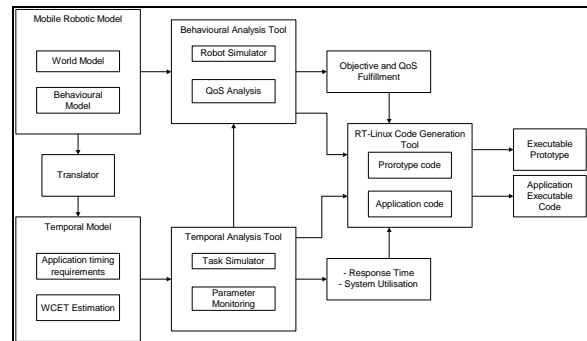 Mobile Robotic Model
World Model
Behavioural
Model
Translator
Temporal Model
Application timing
requirements
WCET Estimation
Behavioural Analysis Tool
Robot Simulator
QoS Analysis
Temporal Analysis Tool
Task Simulator
Parameter
Monitoring
Objective and QoS
Fulfillment
RT-Linux Code Generation
Tool
Prorotype code
Application code
- Response Time
- System Utilisation
Executable
Prototype
Application
Executable
Code